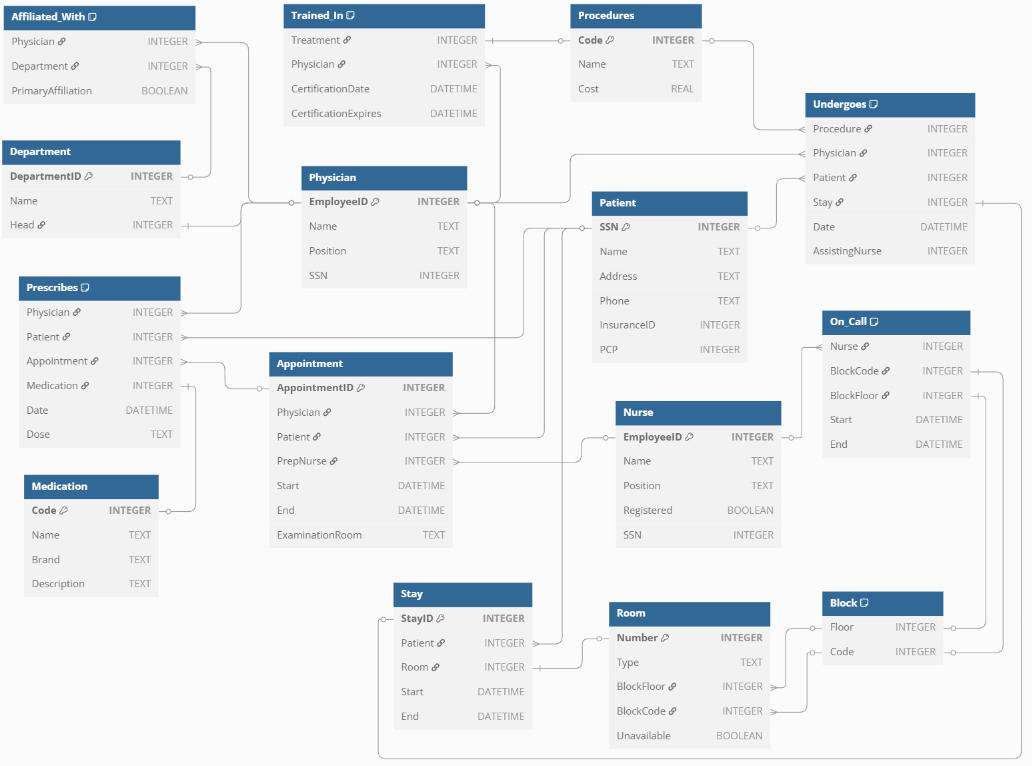 Affiliated_With
Physician INTEGER
Department INTEGER
PrimaryAffiliation BOOLEAN
Trained_In
Treatment INTEGER
Physician INTEGER
CertificationDate DATETIME
CertificationExpires DATETIME
Procedures
Code INTEGER
Name TEXT
Cost REAL
Undergoes
Procedure INTEGER
Physician INTEGER
Patient INTEGER
Stay INTEGER
Date DATETIME
AssistingNurse INTEGER
Department
DepartmentID INTEGER
Name TEXT
Head INTEGER
Physician
EmployeeID INTEGER
Name TEXT
Position TEXT
SSN INTEGER
Patient
SSN INTEGER
Name TEXT
Address TEXT
Phone TEXT
InsuranceID INTEGER
PCP INTEGER
Prescribes
Physician INTEGER
Patient INTEGER
Appointment INTEGER
Medication INTEGER
Date DATETIME
Dose TEXT
Appointment
AppointmentID INTEGER
Physician INTEGER
Patient INTEGER
PrepNurse INTEGER
Start DATETIME
End DATETIME
ExaminationRoom TEXT
On_Call
Nurse INTEGER
BlockCode INTEGER
BlockFloor INTEGER
Start DATETIME
End DATETIME
Nurse
EmployeeID INTEGER
Name TEXT
Position TEXT
Registered BOOLEAN
SSN INTEGER
Medication
Code INTEGER
Name TEXT
Brand TEXT
Description TEXT
Stay
StayID INTEGER
Patient INTEGER
Room INTEGER
Start DATETIME
End DATETIME
Room
Number INTEGER
Type TEXT
BlockFloor INTEGER
BlockCode INTEGER
Unavailable BOOLEAN
Block
Floor INTEGER
Code INTEGER